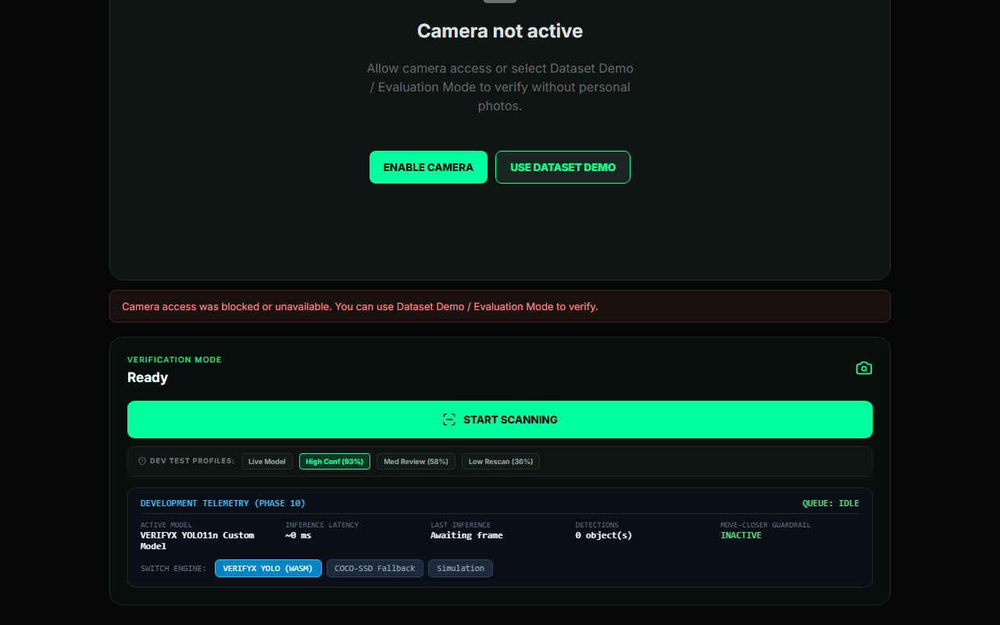 Camera not active
Allow camera access or select Dataset Demo
/ Evaluation Mode to verify without personal
photos.
ENABLE CAMERA
USE DATASET DEMO
Camera access was blocked or unavailable. You can use Dataset Demo / Evaluation Mode to verify.
VERIFICATION MODE
Ready
START SCANNING
DEV TEST PROFILES:
Live Model
High Conf (93%)
Med Review (58%)
Low Rescan (36%)
DEVELOPMENT TELEMETRY (PHASE 10)
QUEUE: IDLE
ACTIVE MODEL
VERIFYX YOLO11n Custom
Model
INFERENCE LATENCY
~0 ms
LAST INFERENCE
Awaiting frame
DETECTIONS
0 object(s)
MOVE-CLOSER GUARDRAIL
INACTIVE
SWITCH ENGINE:
VERIFYX YOLO (WASM)
COCO-SSD Fallback
Simulation